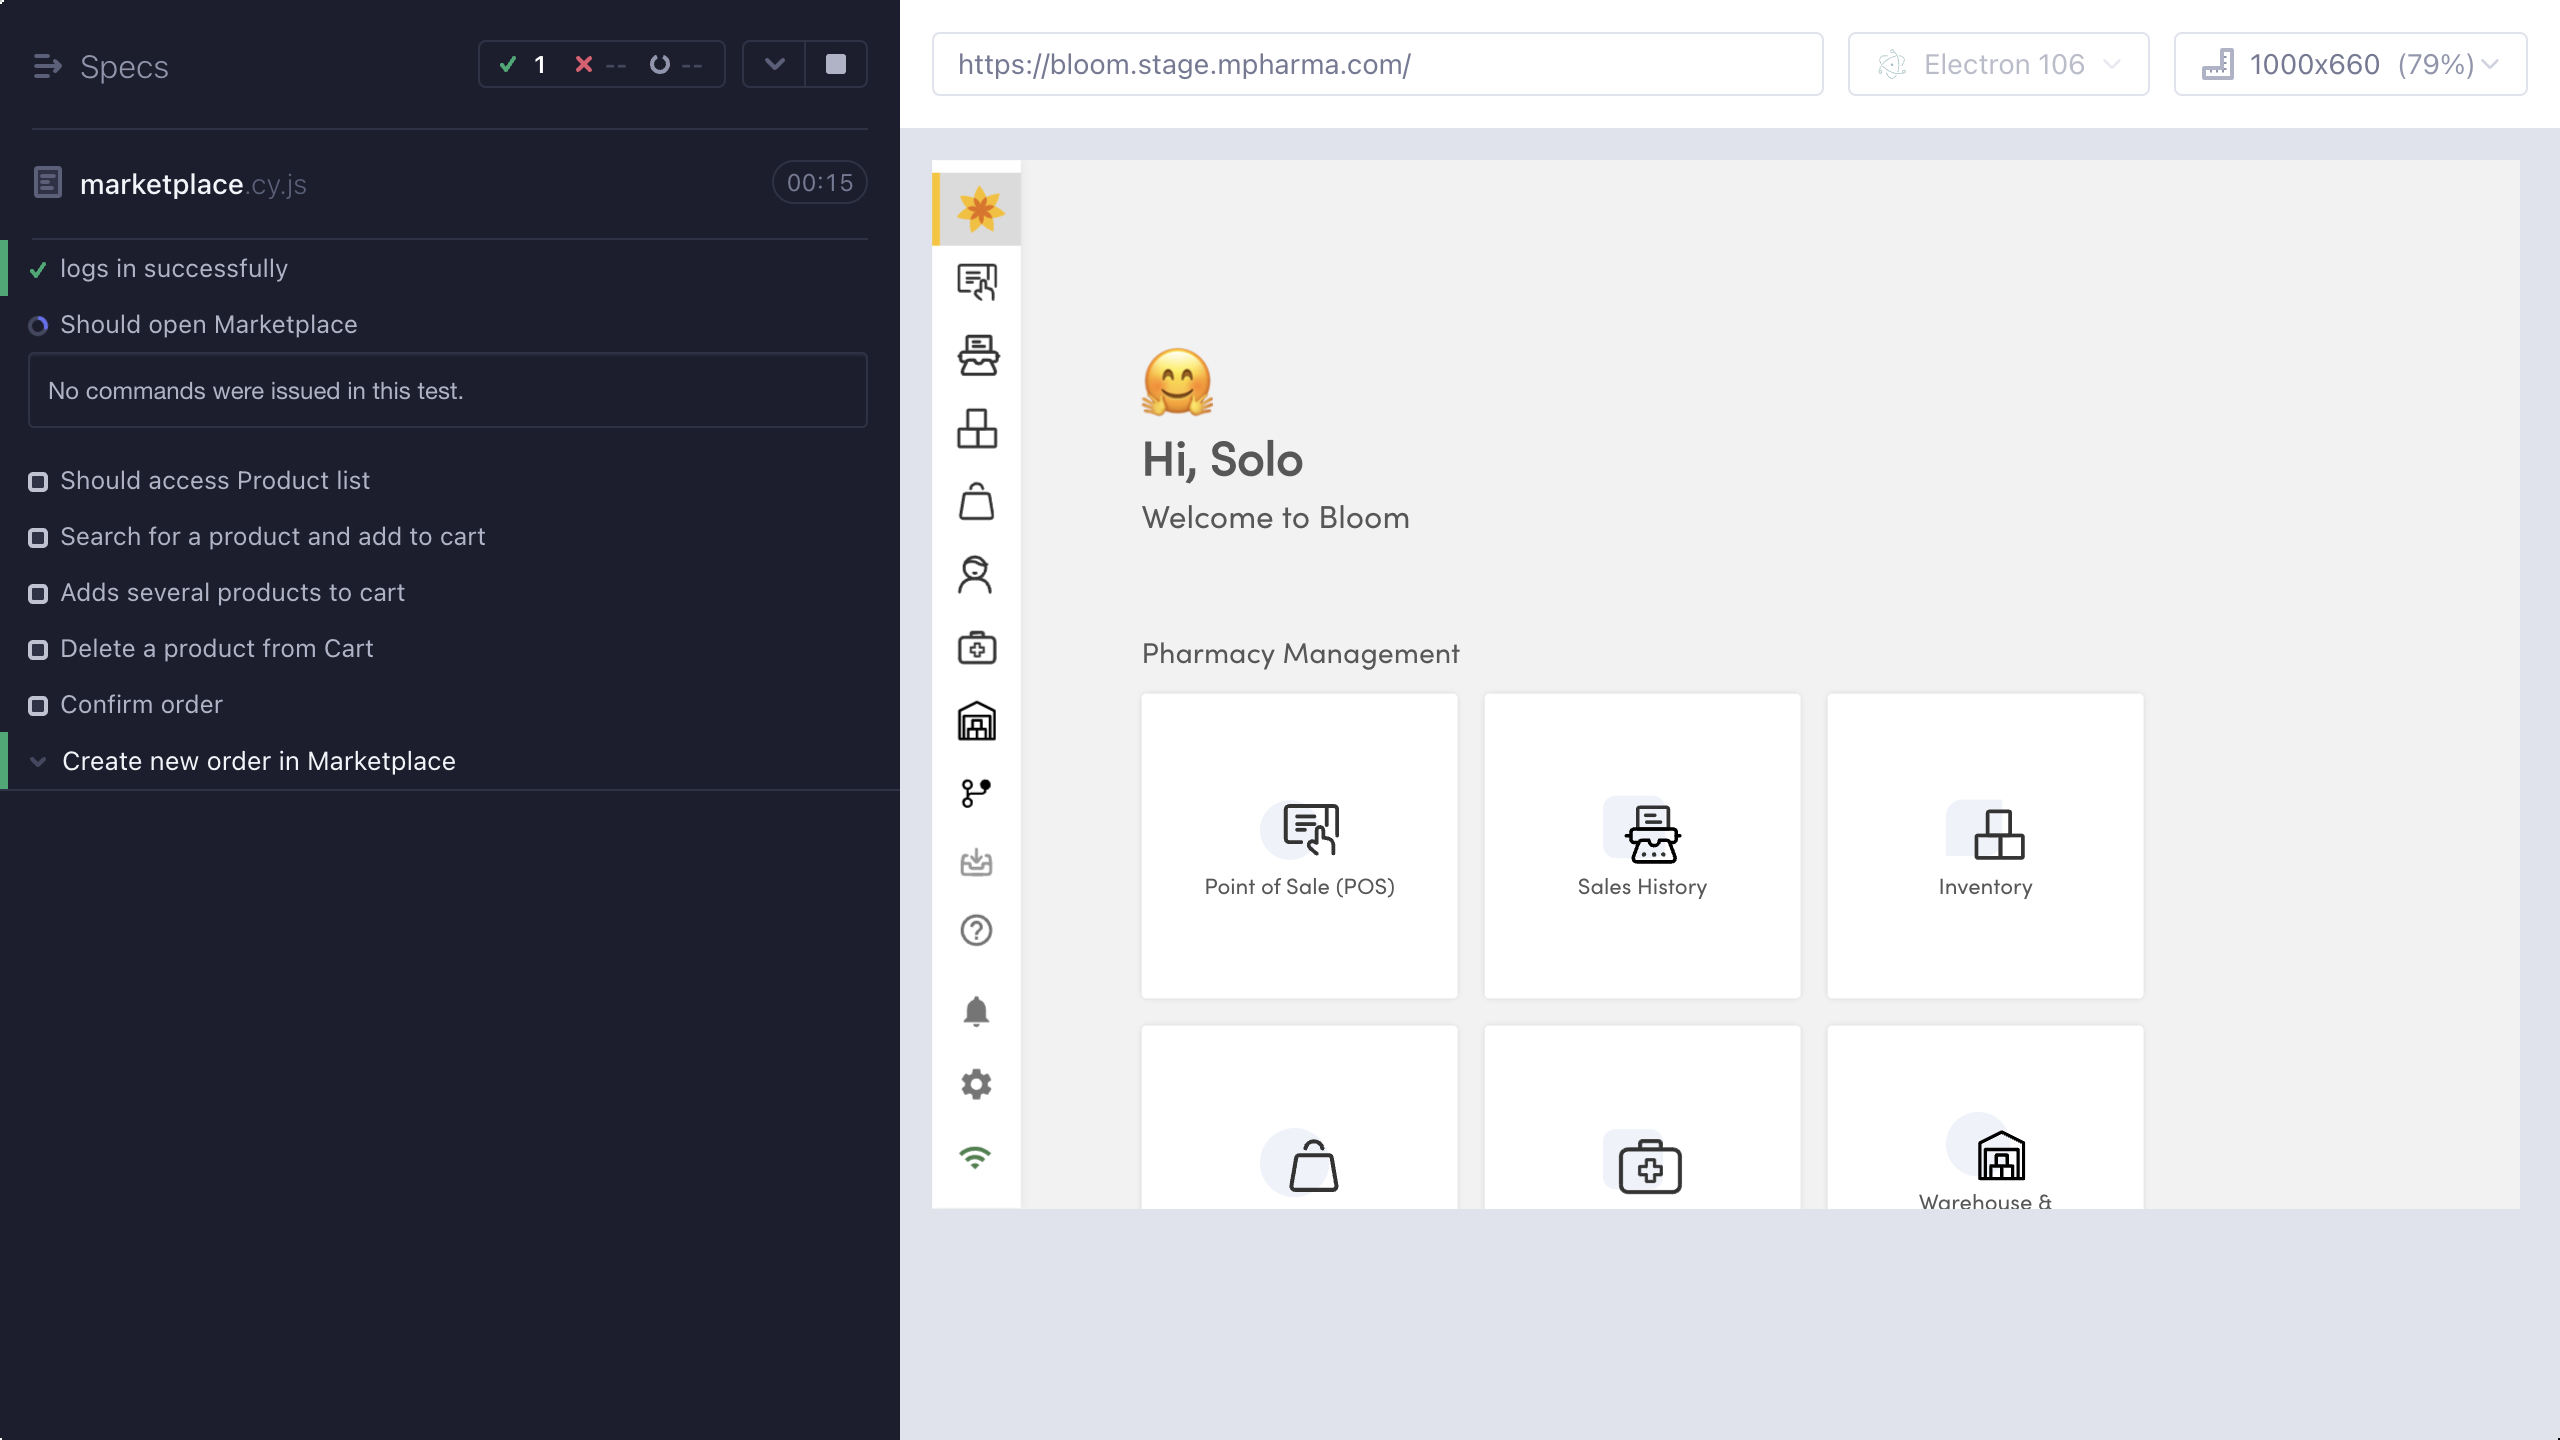 Specs
1 -- --
marketplace.cy.js
00:15
logs in successfully
Should open Marketplace
No commands were issued in this test.
Should access Product list
Search for a product and add to cart
Adds several products to cart
Delete a product from Cart
Confirm order
Create new order in Marketplace
https://bloom.stage.mpharma.com/
Electron 106
1000x660 (79%)
Hi, Solo
Welcome to Bloom
Pharmacy Management
Point of Sale (POS)
Sales History
Inventory
Warehouse &